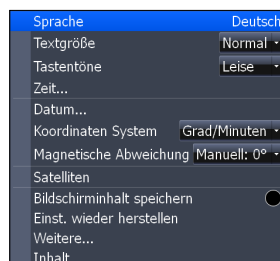 Sprache Deutsch
Textgröße Normal
Tastentöne Leise
Zeit...
Datum...
Koordinaten System Grad/Minuten
Magnetische Abweichung Manuell: 0°
Satelliten
Bildschirminhalt speichern
Einst. wieder herstellen
Weitere...
Inhalt